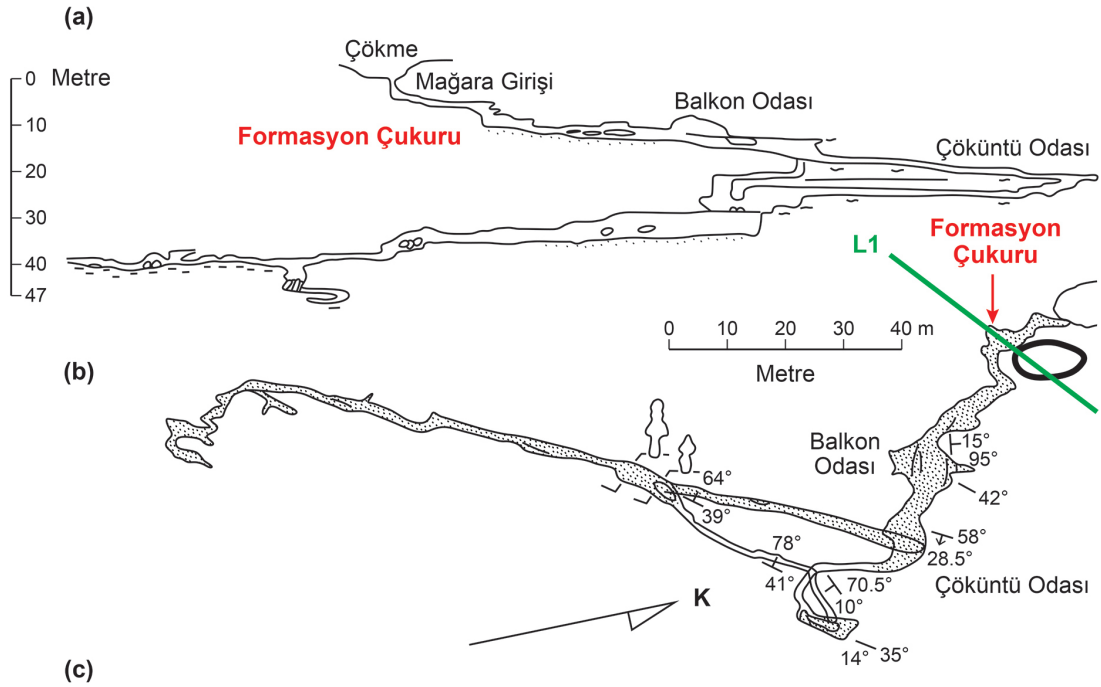 (a)
Çökme
0 Metre
Mağara Girişi
Balkon Odası
10
Formasyon Çukuru
Çöküntü Odası
20
30
Formasyon
Çukuru
L1
40
47
0 10 20 30 40 m
Metre
(b)
Balkon
Odası
15°
95°
64°
42°
39°
58°
78°
28.5°
41°
70.5°
Çöküntü Odası
10°
K
14°
35°
(c)